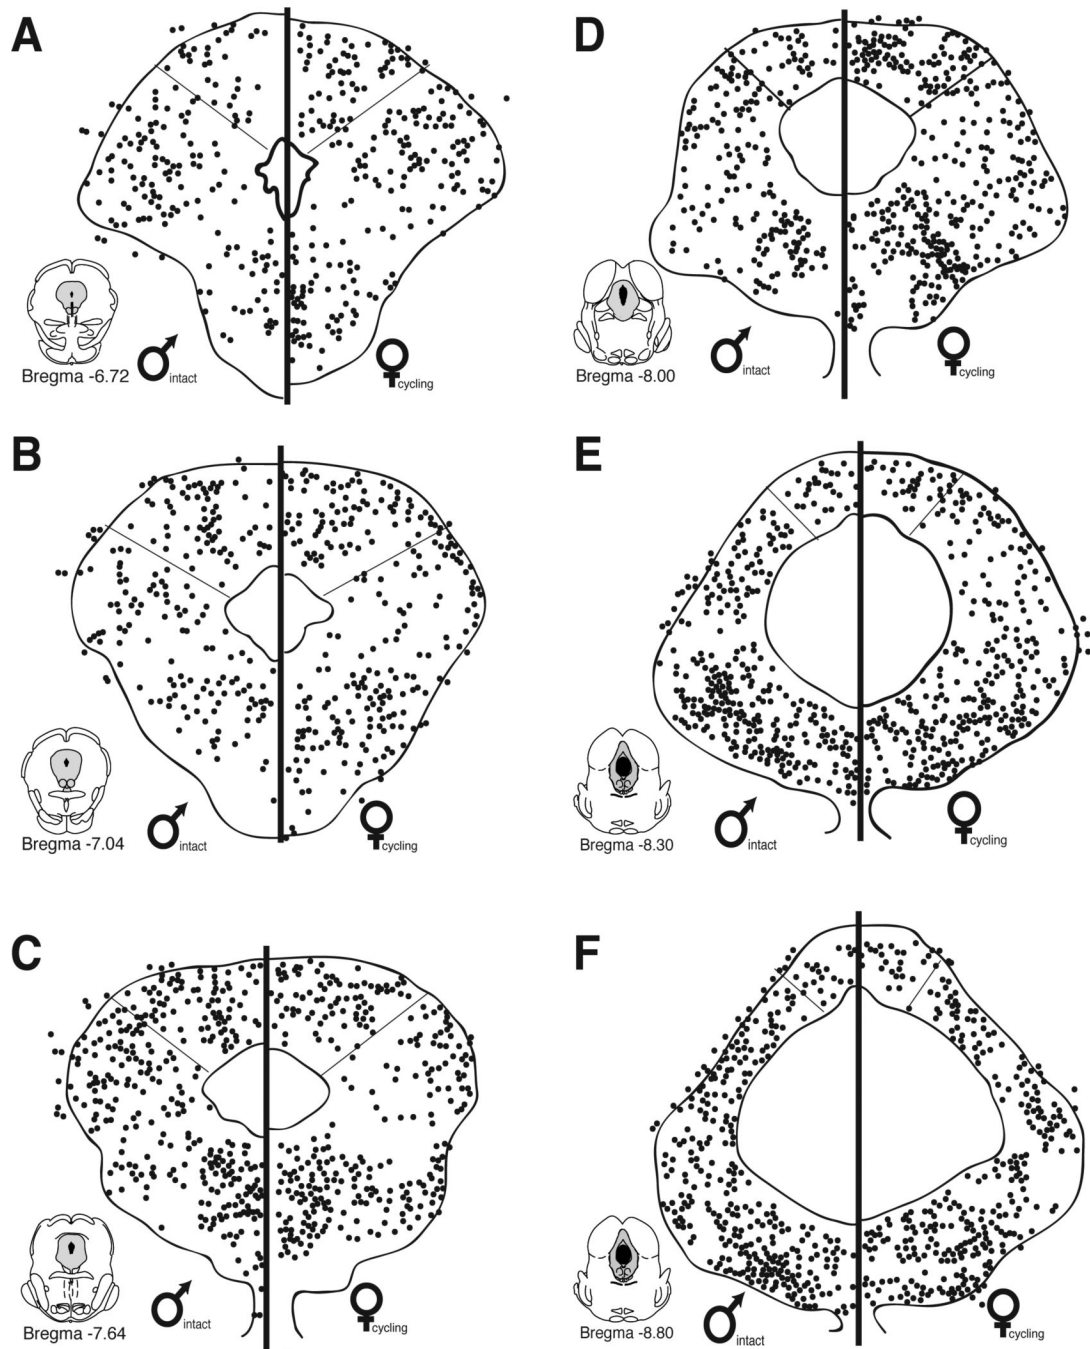 A
Bregma -6.72
intact
cycling
B
Bregma -7.04
intact
cycling
C
Bregma -7.64
intact
cycling
D
Bregma -8.00
intact
cycling
E
Bregma -8.30
intact
cycling
F
Bregma -8.80
intact
cycling